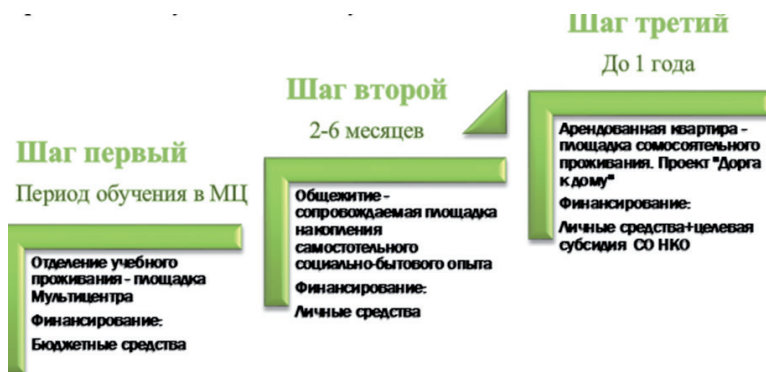 Шаг первый
Период обучения в МЦ
Отделение учебного
проживания - площадка
Мультицентра
Финансирование:
Бюджетные средства
Шаг второй
2-6 месяцев
Общежитие -
сопровождаемая площадка
накопления
самостотельного
социально-бытового опыта
Финансирование:
Личные средства
Шаг третий
До 1 года
Арендованная квартира -
площадка сомосоятельного
проживания. Проект "Дорга
к дому"
Финансирование:
Личные средства+целевая
субсидия СО НКО